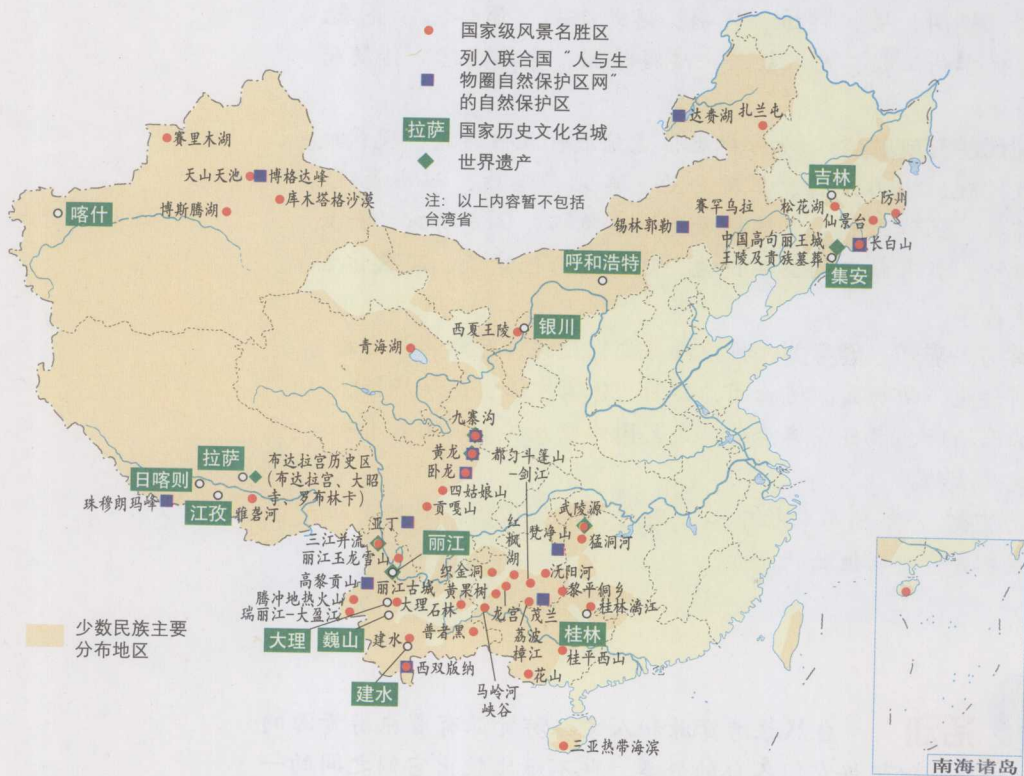 国家级风景名胜区
列入联合国“人与生
物圈自然保护区网”
的自然保护区
拉萨 国家历史文化名城
世界遗产
注：以上内容暂不包括
台湾省
达赉湖
扎兰屯
赛里木湖
天山天池
博格达峰
库木塔格沙漠
博斯腾湖
喀什
吉林
松花湖
防川
仙景台
赛罕乌拉
锡林郭勒
中国高句丽王城
王陵及贵族墓葬
长白山
集安
呼和浩特
西夏王陵
银川
青海湖
九寨沟
黄龙
卧龙
都匀斗篷山
-剑江
四姑娘山
贡嘎山
拉萨
布达拉宫历史区
(布达拉宫、大昭
寺、罗布林卡)
日喀则
珠穆朗玛峰
江孜
雅砻河
亚丁
三江并流
丽江
丽江玉龙雪山
高黎贡山
丽江古城
红枫湖
武陵源
梵净山
猛洞河
织金洞
㵲阳河
腾冲地热火山
黄果树
黎平侗乡
瑞丽江-大盈江
大理
石林
龙宫
茂兰
桂林漓江
大理
巍山
普者黑
荔波
樟江
桂林
建水
桂平西山
西双版纳
花山
建水
马岭河
峡谷
三亚热带海滨
少数民族主要
分布地区
南海诸岛